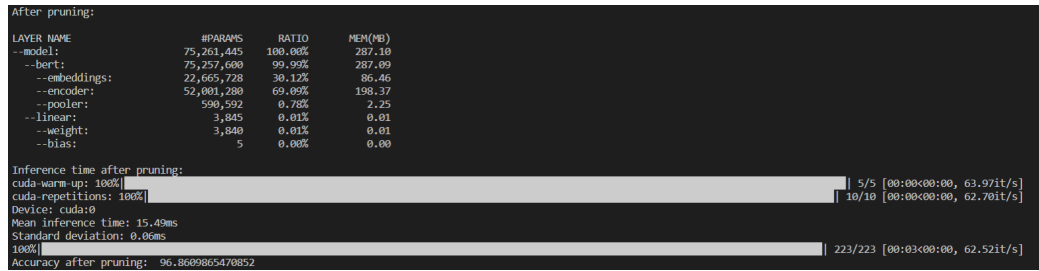 After pruning:
LAYER NAME #PARAMS RATIO MEM(MB)
--model: 75,261,445 100.00% 287.10
--bert: 75,257,600 99.99% 287.09
--embeddings: 22,665,728 30.12% 86.46
--encoder: 52,001,280 69.09% 198.37
--pooler: 590,592 0.78% 2.25
--linear: 3,845 0.01% 0.01
--weight: 3,840 0.01% 0.01
--bias: 5 0.00% 0.00
Inference time after pruning:
cuda-warm-up: 100%| | 5/5 [00:00<00:00, 63.97it/s]
cuda-repetitions: 100%| | 10/10 [00:00<00:00, 62.70it/s]
Device: cuda:0
Mean inference time: 15.49ms
Standard deviation: 0.06ms
100%| | 223/223 [00:03<00:00, 62.52it/s]
Accuracy after pruning: 96.8609865470852